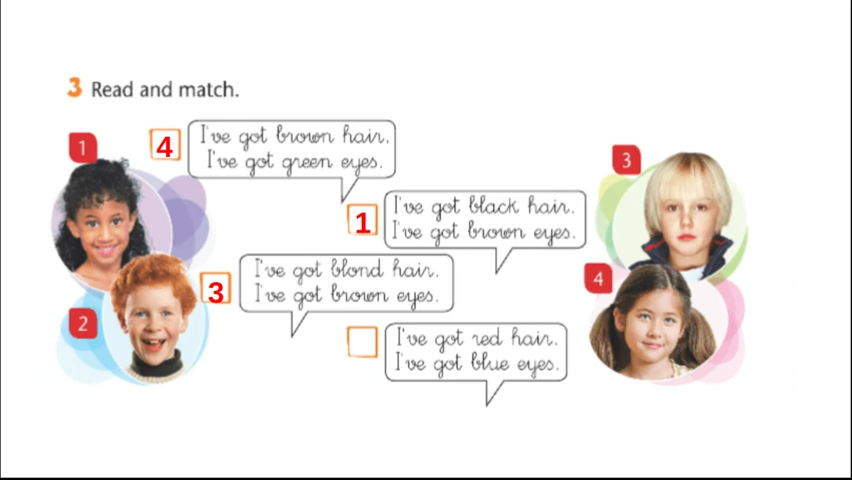 3 Read and match.
1
4
I've got brown hair.
I've got green eyes.
3
1
I've got black hair.
I've got brown eyes.
4
3
I've got blond hair.
I've got brown eyes.
2
I've got red hair.
I've got blue eyes.